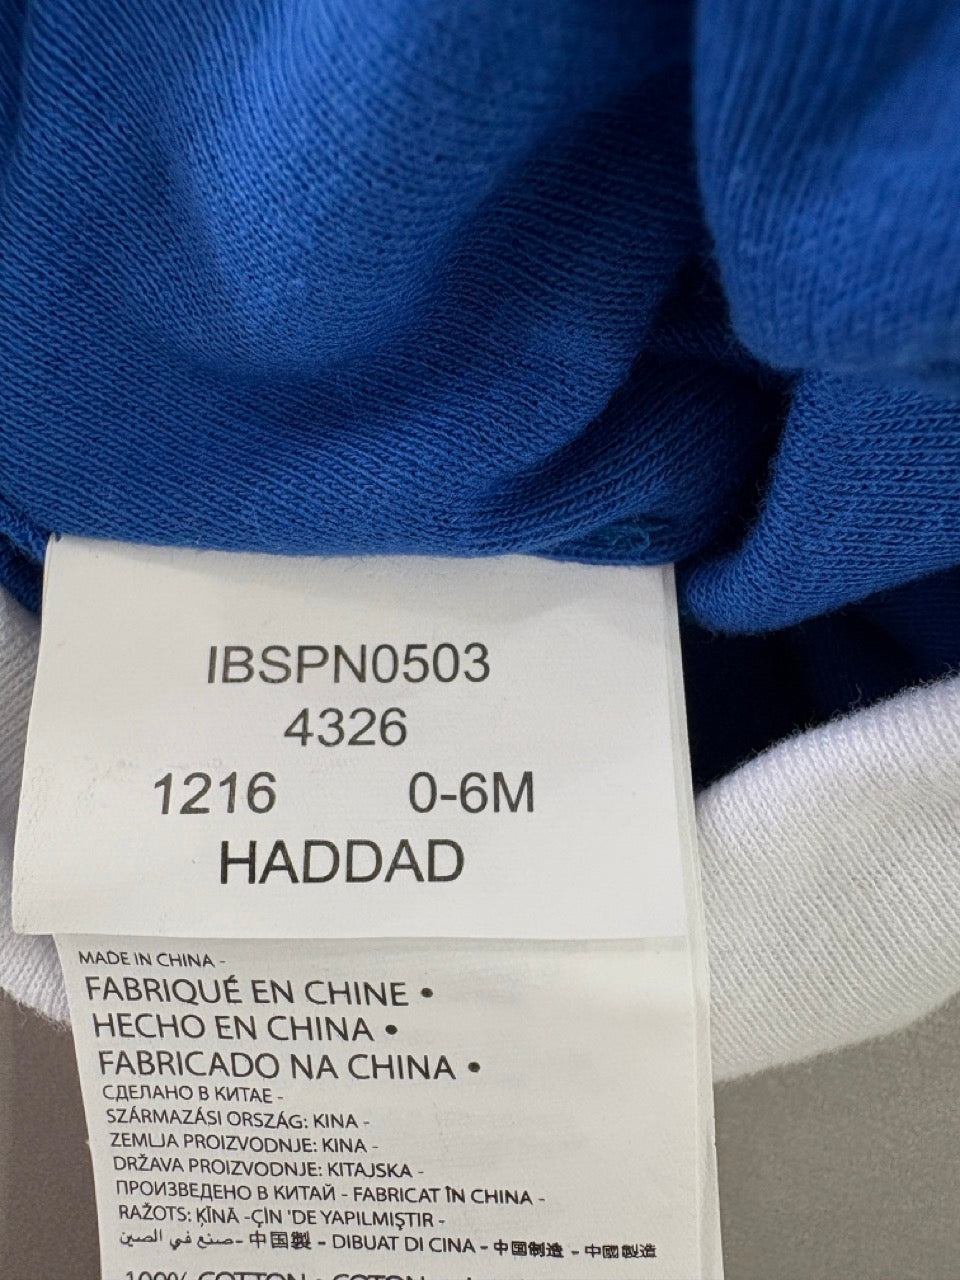 IBSPN0503
4326
1216 0-6M
HADDAD
MADE IN CHINA -
FABRIQUÉ EN CHINE •
HECHO EN CHINA •
FABRICADO NA CHINA •
СДЕЛАНО В КИТАЕ -
SZÁRMAZÁSI ORSZÁG: KINA -
ZEMLJA PROIZVODNJE: KINA -
DRŽAVA PROIZVODNJE: KITAJSKA -
ПРОИЗВЕДЕНО В КИТАЙ - FABRICAT ÎN CHINA -
RAŽOTS: ĶĪNĀ -ÇİN 'DE YAPILMIŞTIR -
صنع في الصين- 中国製 - DIBUAT DI CINA - 中国制造 - 中國製造
100% COTTON